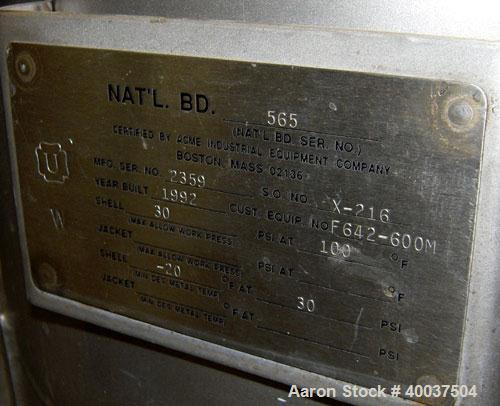 NAT'L. BD. 565
(NAT'L BD. SER. NO.)
CERTIFIED BY ACME INDUSTRIAL EQUIPMENT COMPANY
BOSTON, MASS 02136
U
W
MFG. SER. NO. 2359 S.O. NO. X-216
YEAR BUILT 1992 CUST. EQUIP. NO F642-600M
SHELL 30 PSI AT 100 °F
(MAX ALLOW WORK PRESS)
JACKET PSI AT °F
(MAX ALLOW WORK PRESS)
SHELL -20 °F AT 30 PSI
(MIN DES METAL TEMP)
JACKET °F AT PSI
(MIN DES METAL TEMP)
Aaron Stock # 40037504